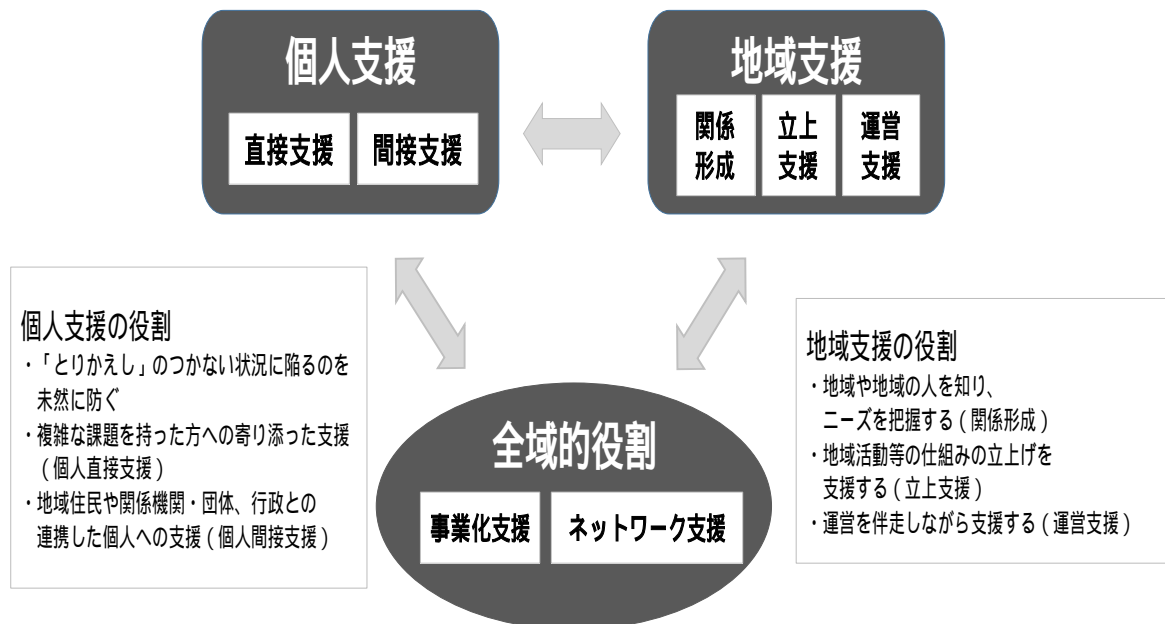 個人支援
直接支援
間接支援
地域支援
関係
形成
立上
支援
運営
支援
個人支援の役割
・「とりかえし」のつかない状況に陥るのを
未然に防ぐ
・複雑な課題を持った方への寄り添った支援
(個人直接支援)
・地域住民や関係機関・団体、行政との
連携した個人への支援(個人間接支援)
地域支援の役割
・地域や地域の人を知り、
ニーズを把握する(関係形成)
・地域活動等の仕組みの立上げを
支援する(立上支援)
・運営を伴走しながら支援する(運営支援)
全域的役割
事業化支援
ネットワーク支援